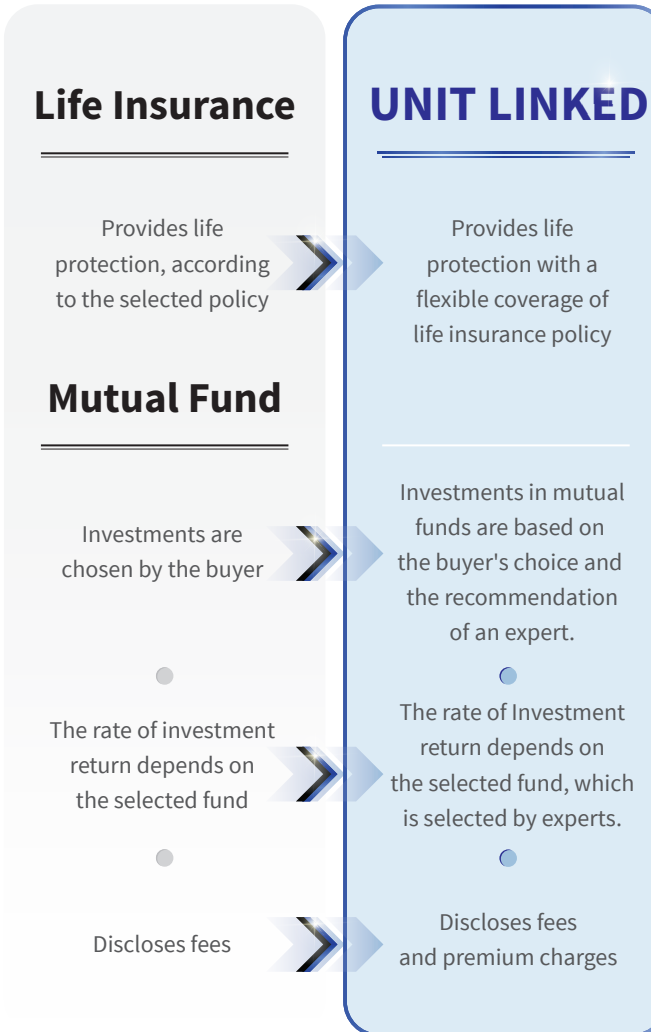 Life Insurance
Provides life
protection, according
to the selected policy
Mutual Fund
Investments are
chosen by the buyer
The rate of investment
return depends on
the selected fund
Discloses fees
UNIT LINKED
Provides life
protection with a
flexible coverage of
life insurance policy
Investments in mutual
funds are based on
the buyer's choice and
the recommendation
of an expert.
The rate of Investment
return depends on
the selected fund, which
is selected by experts.
Discloses fees
and premium charges